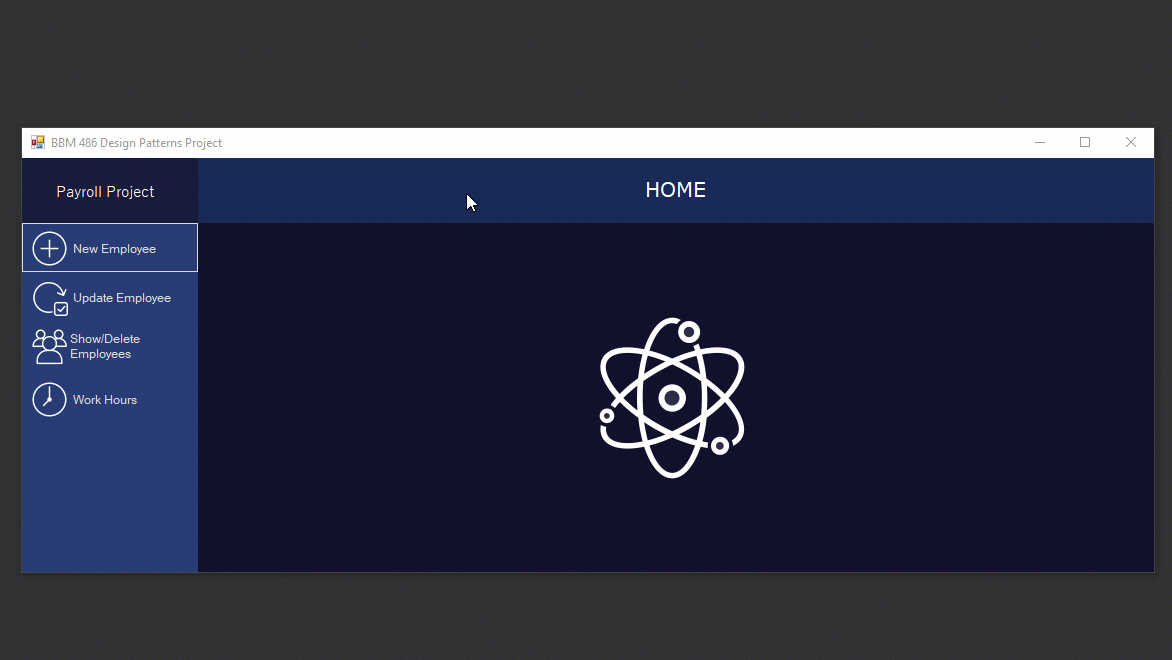 BBM 486 Design Patterns Project
Payroll Project
HOME
New Employee
Update Employee
Show/Delete
Employees
Work Hours